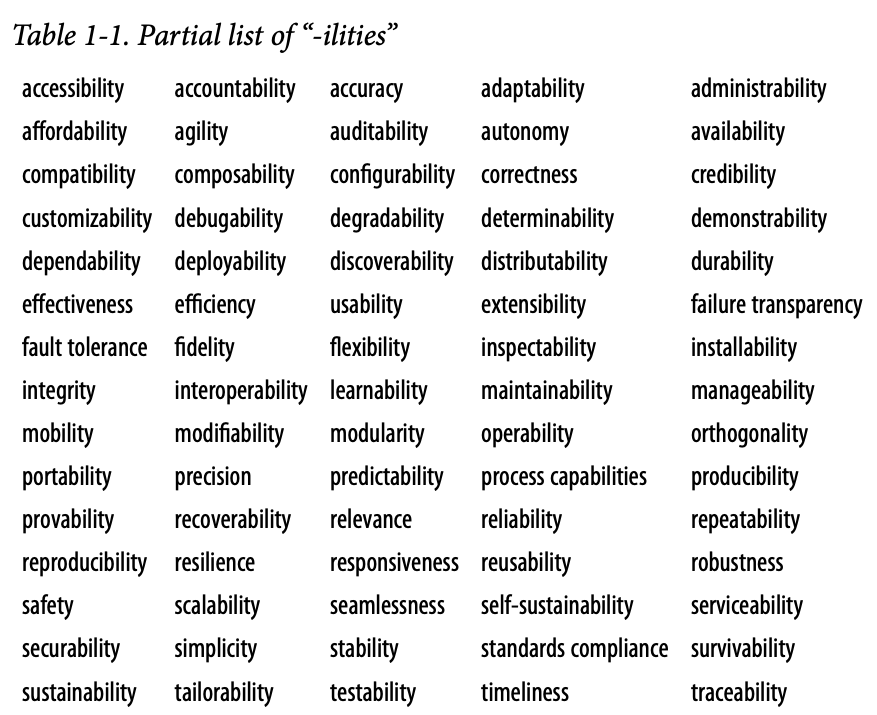 Table 1-1. Partial list of “-ilities”
accessibility accountability accuracy adaptability administrability
affordability agility auditability autonomy availability
compatibility composability configurability correctness credibility
customizability debugability degradability determinability demonstrability
dependability deployability discoverability distributability durability
effectiveness efficiency usability extensibility failure transparency
fault tolerance fidelity flexibility inspectability installability
integrity interoperability learnability maintainability manageability
mobility modifiability modularity operability orthogonality
portability precision predictability process capabilities producibility
provability recoverability relevance reliability repeatability
reproducibility resilience responsiveness reusability robustness
safety scalability seamlessness self-sustainability serviceability
securability simplicity stability standards compliance survivability
sustainability tailorability testability timeliness traceability